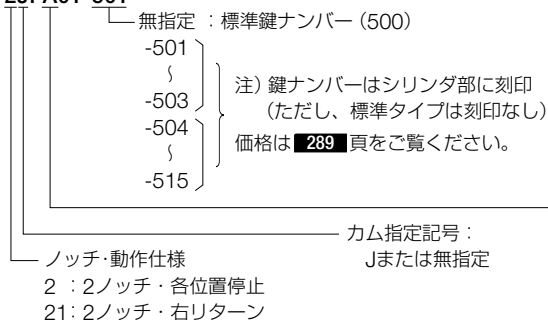 無指定 ：標準鍵ナンバー（500）
-501
〜
-503
-504
〜
-515
注）鍵ナンバーはシリンダ部に刻印
（ただし、標準タイプは刻印なし）
価格は 289 頁をご覧ください。
カム指定記号：
Jまたは無指定
ノッチ・動作仕様
2 ：2ノッチ・各位置停止
21：2ノッチ・右リターン